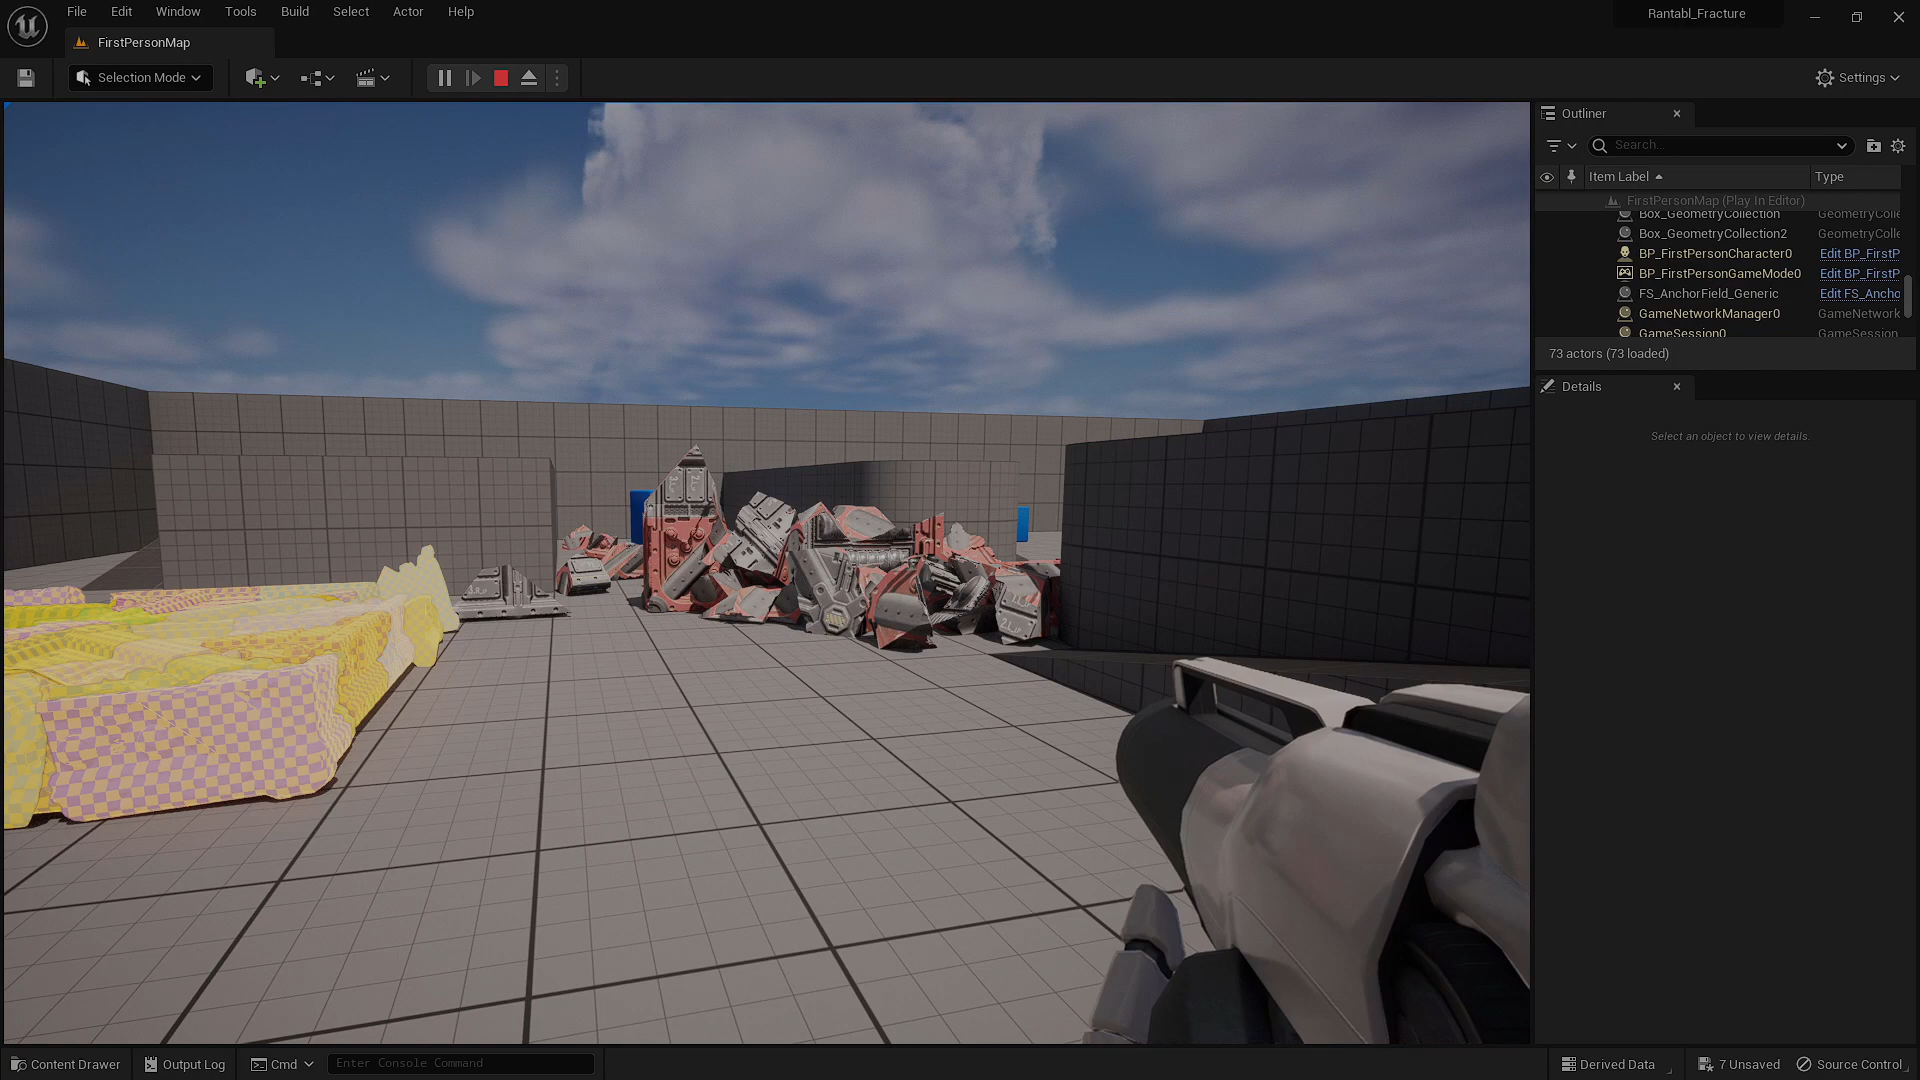 File Edit Window Tools Build Select Actor Help
Rantabl_Fracture
FirstPersonMap
Selection Mode
Settings
Outliner
Search...
Item Label
Type
FirstPersonMap (Play In Editor)
Box_GeometryCollection GeometryColle
Box_GeometryCollection2 GeometryColle
BP_FirstPersonCharacter0 Edit BP_FirstP
BP_FirstPersonGameMode0 Edit BP_FirstP
FS_AnchorField_Generic Edit FS_Ancho
GameNetworkManager0 GameNetwork
GameSession0 GameSession
73 actors (73 loaded)
Details
Select an object to view details.
Content Drawer
Output Log
Cmd
Enter Console Command
Derived Data
7 Unsaved
Source Control